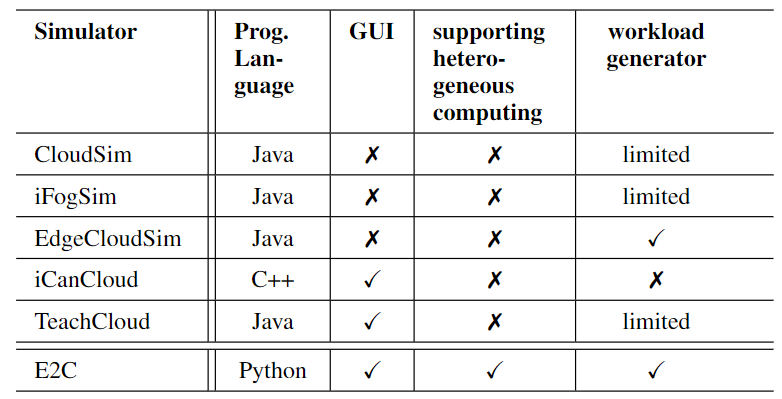 Simulator Prog. Lan- guage GUI supporting hetero- geneous computing workload generator
CloudSim Java ✗ ✗ limited
iFogSim Java ✗ ✗ limited
EdgeCloudSim Java ✗ ✗ ✓
iCanCloud C++ ✓ ✗ ✗
TeachCloud Java ✓ ✗ limited
E2C Python ✓ ✓ ✓